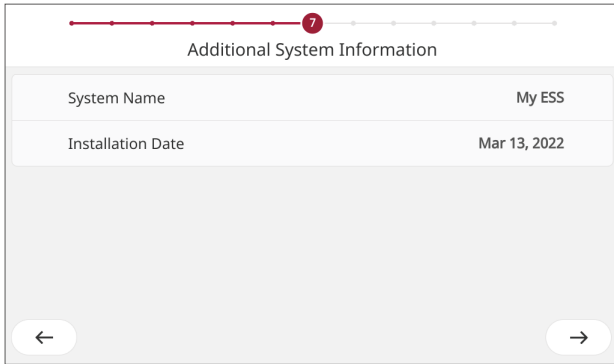 7
Additional System Information
System Name My ESS
Installation Date Mar 13, 2022